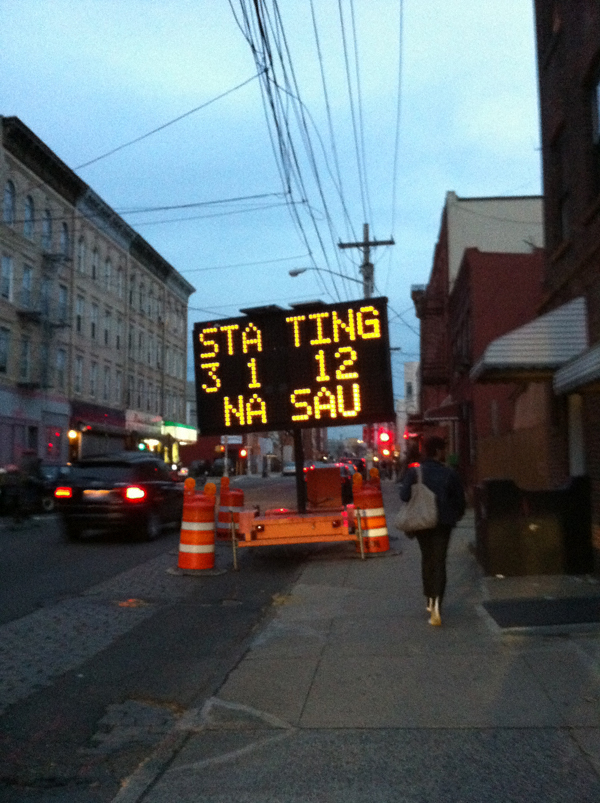 STA TING
3 1 12
NA SAU